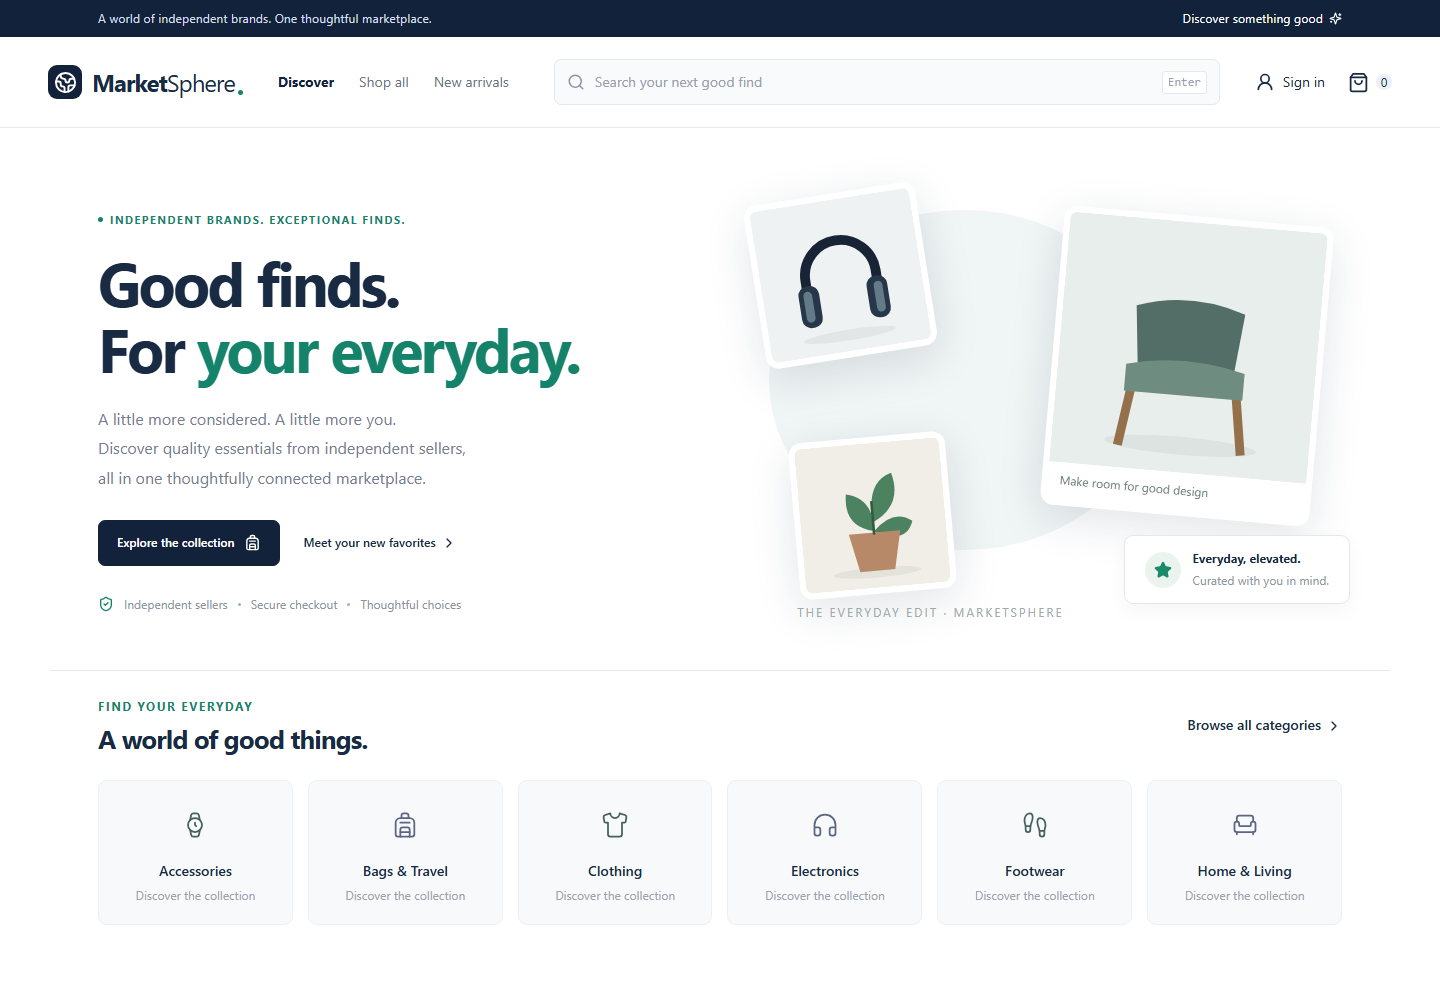 A world of independent brands. One thoughtful marketplace.
Discover something good
MarketSphere.
Discover
Shop all
New arrivals
Search your next good find
Enter
Sign in
0
INDEPENDENT BRANDS. EXCEPTIONAL FINDS.
Good finds.
For your everyday.
A little more considered. A little more you.
Discover quality essentials from independent sellers,
all in one thoughtfully connected marketplace.
Explore the collection
Meet your new favorites
Independent sellers • Secure checkout • Thoughtful choices
Make room for good design
Everyday, elevated.
Curated with you in mind.
THE EVERYDAY EDIT · MARKETSPHERE
FIND YOUR EVERYDAY
A world of good things.
Browse all categories
Accessories
Discover the collection
Bags & Travel
Discover the collection
Clothing
Discover the collection
Electronics
Discover the collection
Footwear
Discover the collection
Home & Living
Discover the collection